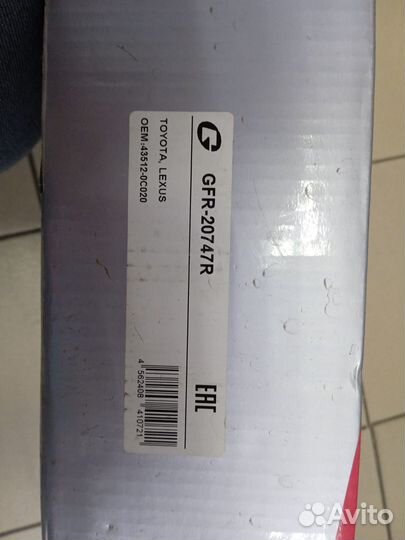 G
GFR-20747R
TOYOTA, LEXUS
OEM:43512-0C020
EAC
4 562408 410721
Avito